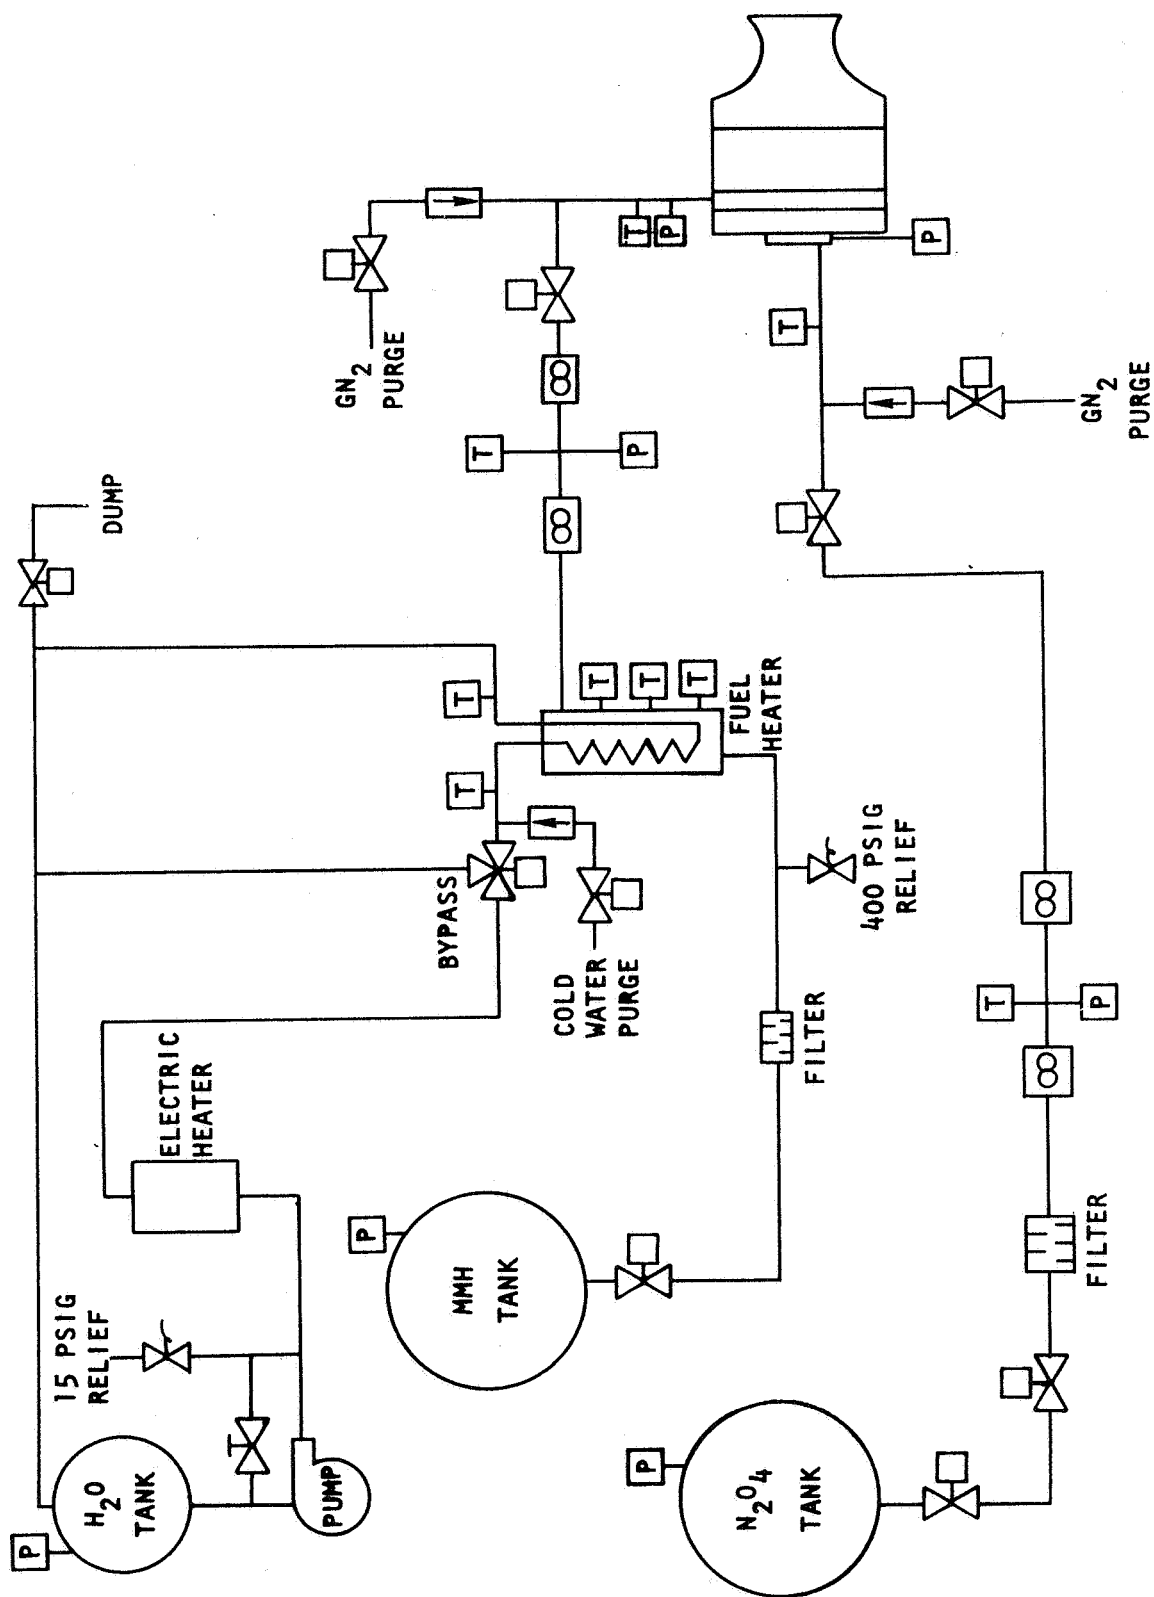 P
H₂O
TANK
15 PSIG
RELIEF
DUMP
ELECTRIC
HEATER
PUMP
P
GN₂
PURGE
BYPASS
T
T
T
MMH
TANK
COLD
WATER
PURGE
T
T
T
P
T
P
P
FUEL
HEATER
N₂O₄
TANK
FILTER
T
400 PSIG
RELIEF
P
T
P
FILTER
GN₂
PURGE